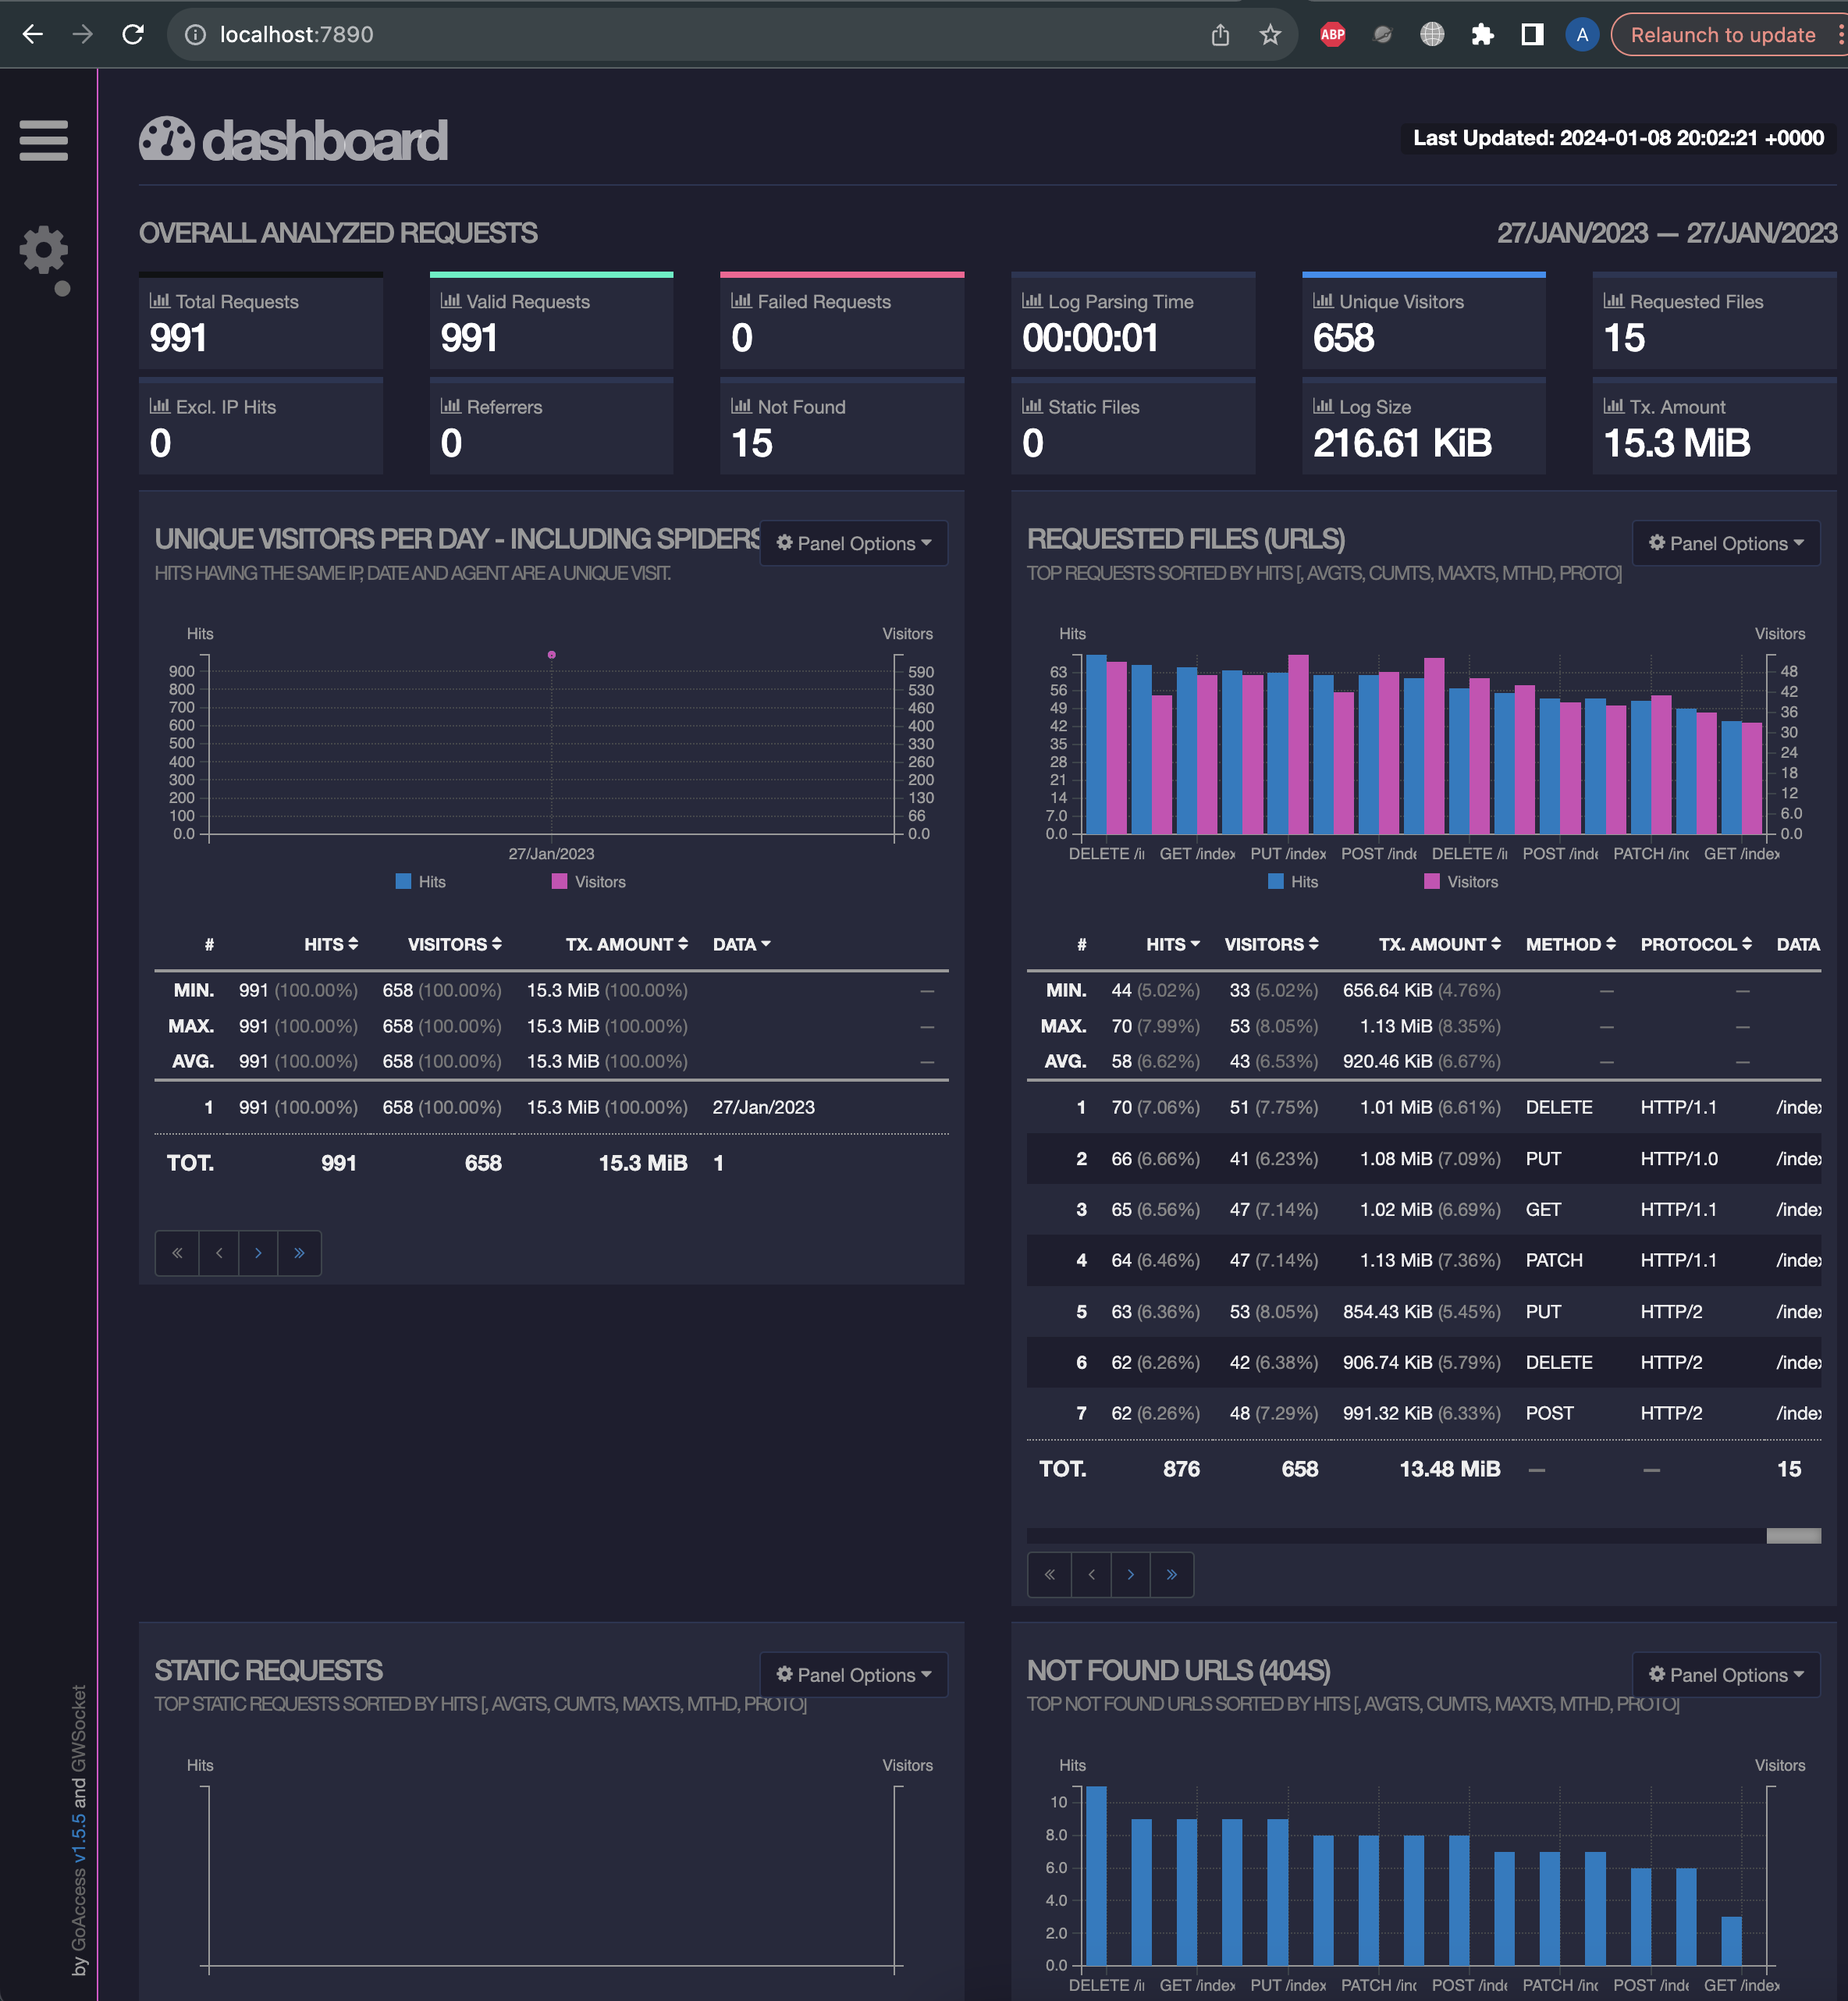 localhost:7890
ABP
A
Relaunch to update
dashboard
Last Updated: 2024-01-08 20:02:21 +0000
OVERALL ANALYZED REQUESTS
27/JAN/2023 — 27/JAN/2023
Total Requests
991
Valid Requests
991
Failed Requests
0
Log Parsing Time
00:00:01
Unique Visitors
658
Requested Files
15
Excl. IP Hits
0
Referrers
0
Not Found
15
Static Files
0
Log Size
216.61 KiB
Tx. Amount
15.3 MiB
UNIQUE VISITORS PER DAY - INCLUDING SPIDERS
Panel Options
HITS HAVING THE SAME IP, DATE AND AGENT ARE A UNIQUE VISIT.
Hits
Visitors
900
800
700
600
500
400
300
200
100
0.0
590
530
460
400
330
260
200
130
66
0.0
27/Jan/2023
Hits
Visitors
# HITS VISITORS TX. AMOUNT DATA
MIN. 991 (100.00%) 658 (100.00%) 15.3 MiB (100.00%) —
MAX. 991 (100.00%) 658 (100.00%) 15.3 MiB (100.00%) —
AVG. 991 (100.00%) 658 (100.00%) 15.3 MiB (100.00%) —
1 991 (100.00%) 658 (100.00%) 15.3 MiB (100.00%) 27/Jan/2023
TOT. 991 658 15.3 MiB 1
« ‹ › »
REQUESTED FILES (URLS)
Panel Options
TOP REQUESTS SORTED BY HITS [, AVGTS, CUMTS, MAXTS, MTHD, PROTO]
Hits
Visitors
63
56
49
42
35
28
21
14
7.0
0.0
48
42
36
30
24
18
12
6.0
0.0
DELETE /i GET /index PUT /index POST /inde DELETE /i POST /inde PATCH /inc GET /index
Hits
Visitors
# HITS VISITORS TX. AMOUNT METHOD PROTOCOL DATA
MIN. 44 (5.02%) 33 (5.02%) 656.64 KiB (4.76%) — —
MAX. 70 (7.99%) 53 (8.05%) 1.13 MiB (8.35%) — —
AVG. 58 (6.62%) 43 (6.53%) 920.46 KiB (6.67%) — —
1 70 (7.06%) 51 (7.75%) 1.01 MiB (6.61%) DELETE HTTP/1.1 /index
2 66 (6.66%) 41 (6.23%) 1.08 MiB (7.09%) PUT HTTP/1.0 /index
3 65 (6.56%) 47 (7.14%) 1.02 MiB (6.69%) GET HTTP/1.1 /index
4 64 (6.46%) 47 (7.14%) 1.13 MiB (7.36%) PATCH HTTP/1.1 /index
5 63 (6.36%) 53 (8.05%) 854.43 KiB (5.45%) PUT HTTP/2 /index
6 62 (6.26%) 42 (6.38%) 906.74 KiB (5.79%) DELETE HTTP/2 /index
7 62 (6.26%) 48 (7.29%) 991.32 KiB (6.33%) POST HTTP/2 /index
TOT. 876 658 13.48 MiB — — 15
« ‹ › »
STATIC REQUESTS
Panel Options
TOP STATIC REQUESTS SORTED BY HITS [, AVGTS, CUMTS, MAXTS, MTHD, PROTO]
Hits
Visitors
NOT FOUND URLS (404S)
Panel Options
TOP NOT FOUND URLS SORTED BY HITS [, AVGTS, CUMTS, MAXTS, MTHD, PROTO]
Hits
Visitors
10
8.0
6.0
4.0
2.0
0.0
DELETE /i GET /index PUT /index PATCH /inc POST /inde PATCH /inc POST /inde GET /index
by GoAccess v1.5.5 and GWSocket